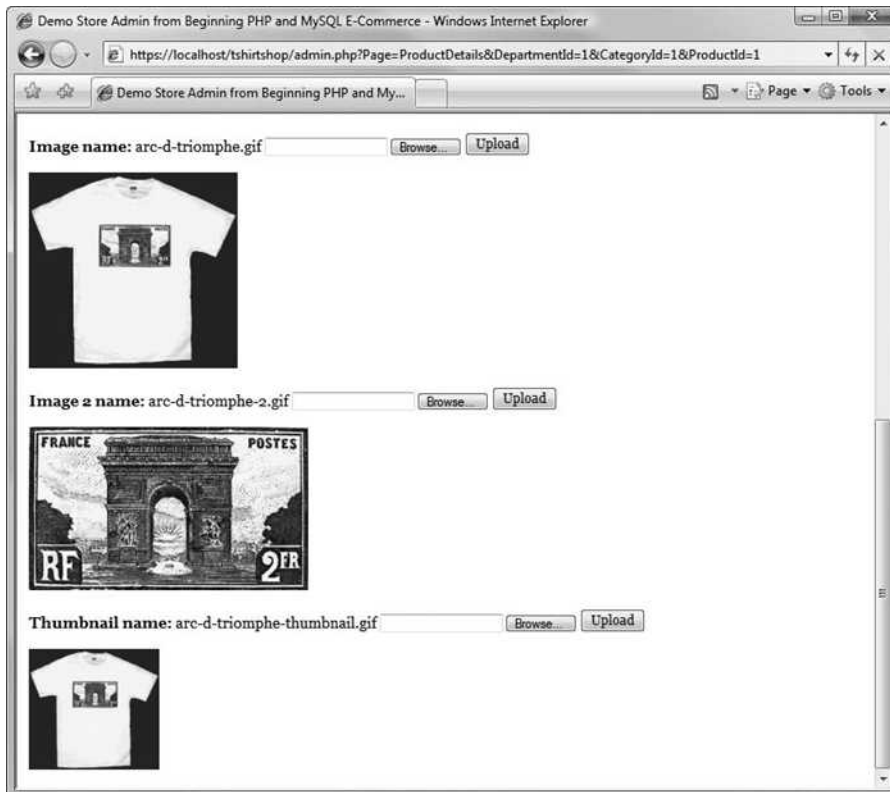 Demo Store Admin from Beginning PHP and MySQL E-Commerce - Windows Internet Explorer
https://localhost/tshirtshop/admin.php?Page=ProductDetails&DepartmentId=1&CategoryId=1&ProductId=1
Demo Store Admin from Beginning PHP and My...
Page
Tools
Image name: arc-d-triomphe.gif Browse... Upload
RF 2FR
Image 2 name: arc-d-triomphe-2.gif Browse... Upload
FRANCE POSTES
RF 2FR
Thumbnail name: arc-d-triomphe-thumbnail.gif Browse... Upload